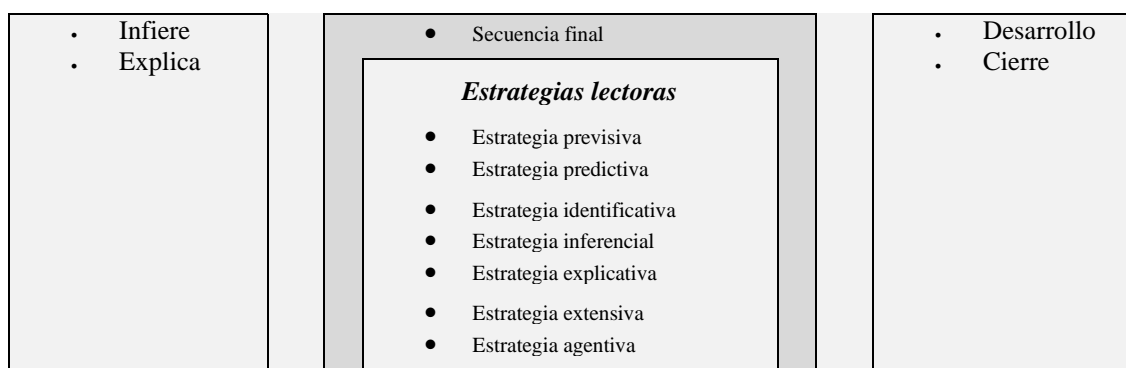 • Infiere
• Explica
• Secuencia final
Estrategias lectoras
• Estrategia previsiva
• Estrategia predictiva
• Estrategia identificativa
• Estrategia inferencial
• Estrategia explicativa
• Estrategia extensiva
• Estrategia agentiva
• Desarrollo
• Cierre